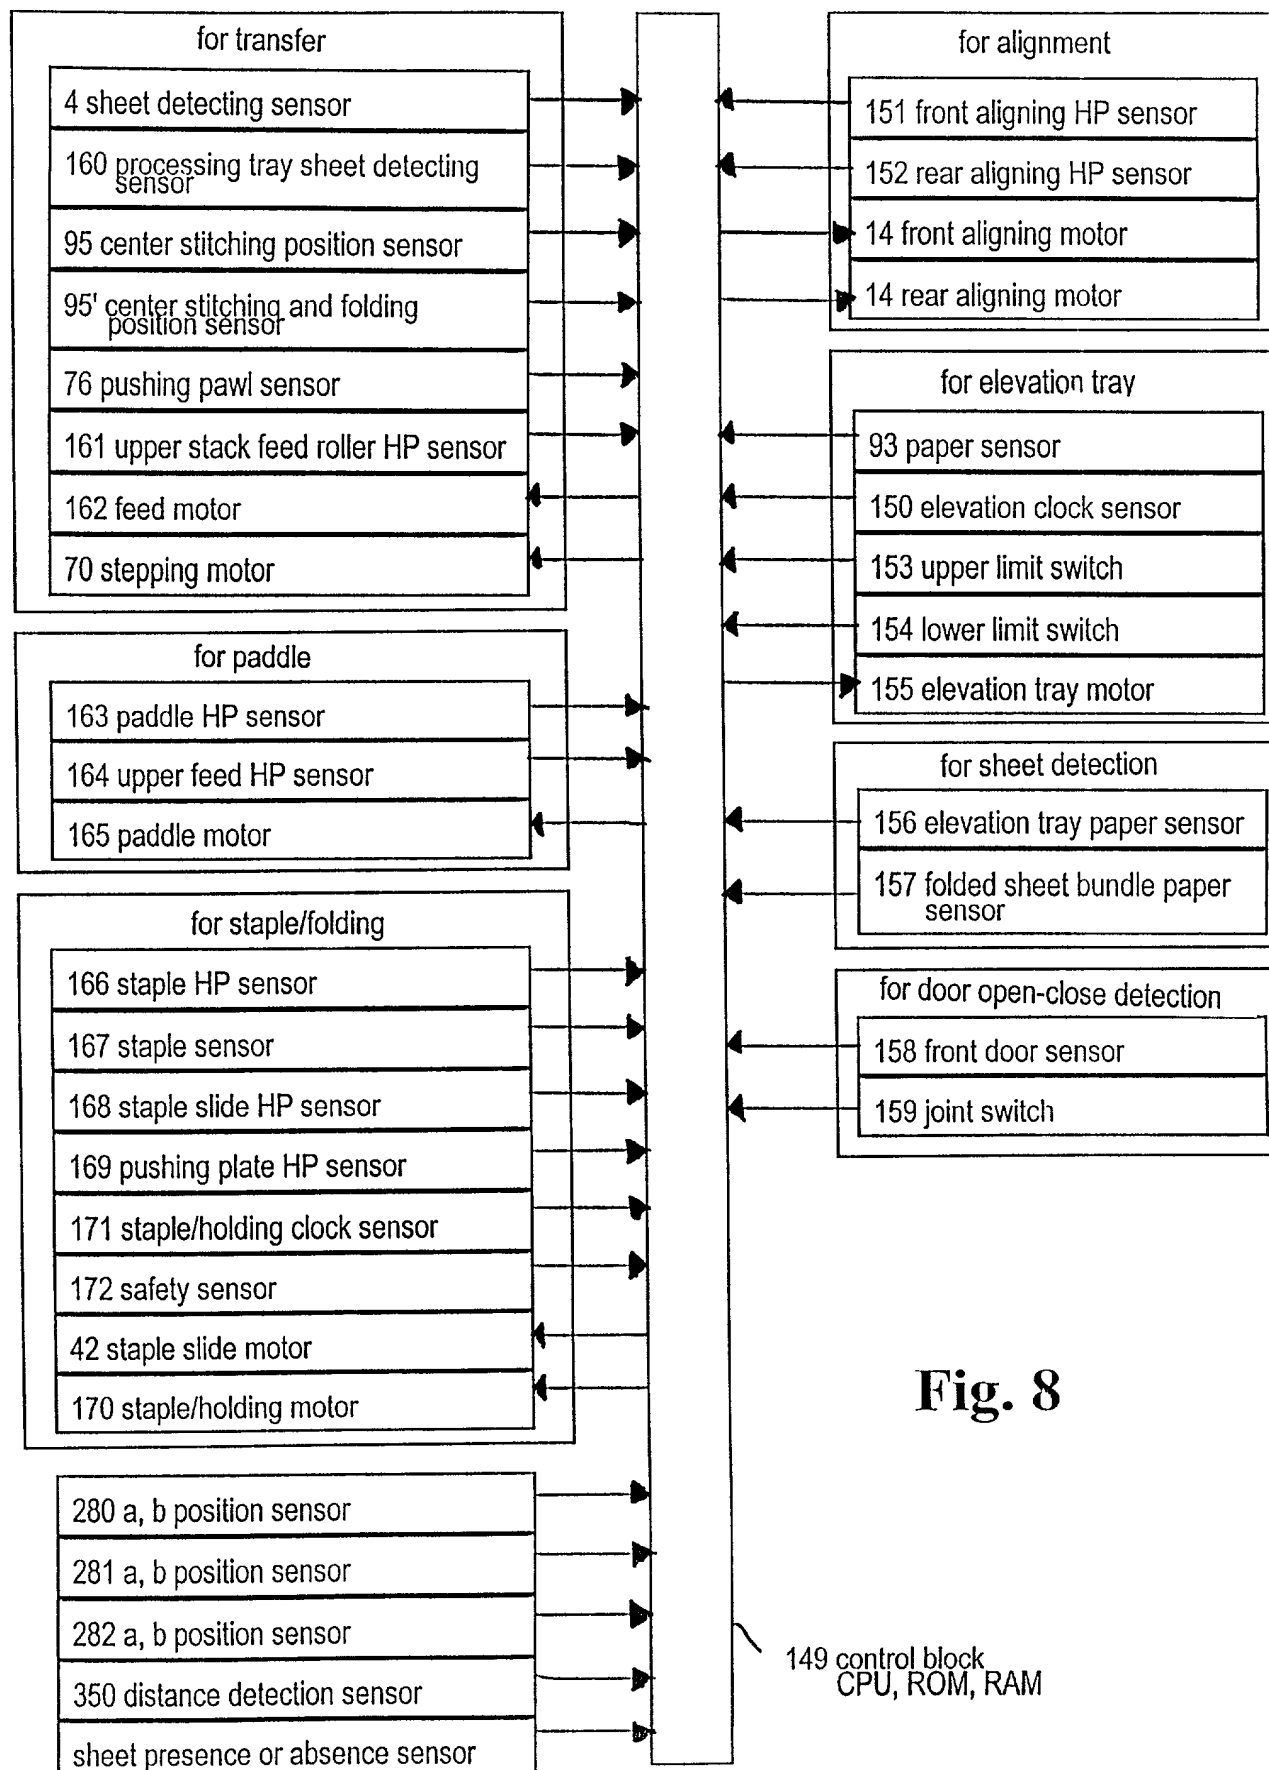 for transfer
4 sheet detecting sensor
160 processing tray sheet detecting
sensor
95 center stitching position sensor
95' center stitching and folding
position sensor
76 pushing pawl sensor
161 upper stack feed roller HP sensor
162 feed motor
70 stepping motor
for paddle
163 paddle HP sensor
164 upper feed HP sensor
165 paddle motor
for staple/folding
166 staple HP sensor
167 staple sensor
168 staple slide HP sensor
169 pushing plate HP sensor
171 staple/holding clock sensor
172 safety sensor
42 staple slide motor
170 staple/holding motor
280 a, b position sensor
281 a, b position sensor
282 a, b position sensor
350 distance detection sensor
sheet presence or absence sensor
for alignment
151 front aligning HP sensor
152 rear aligning HP sensor
14 front aligning motor
14 rear aligning motor
for elevation tray
93 paper sensor
150 elevation clock sensor
153 upper limit switch
154 lower limit switch
155 elevation tray motor
for sheet detection
156 elevation tray paper sensor
157 folded sheet bundle paper
sensor
for door open-close detection
158 front door sensor
159 joint switch
Fig. 8
149 control block
CPU, ROM, RAM